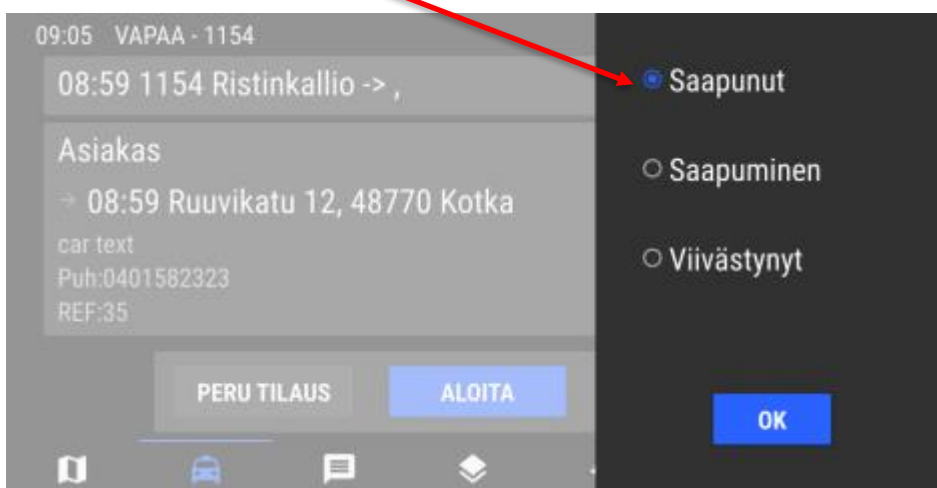 09:05 VAPAA - 1154
08:59 1154 Ristinkallio -> ,
Asiakas
→ 08:59 Ruuvikatu 12, 48770 Kotka
car text
Puh:0401582323
REF:35
PERU TILAUS
ALOITA
Saapunut
Saapuminen
Viivästynyt
OK